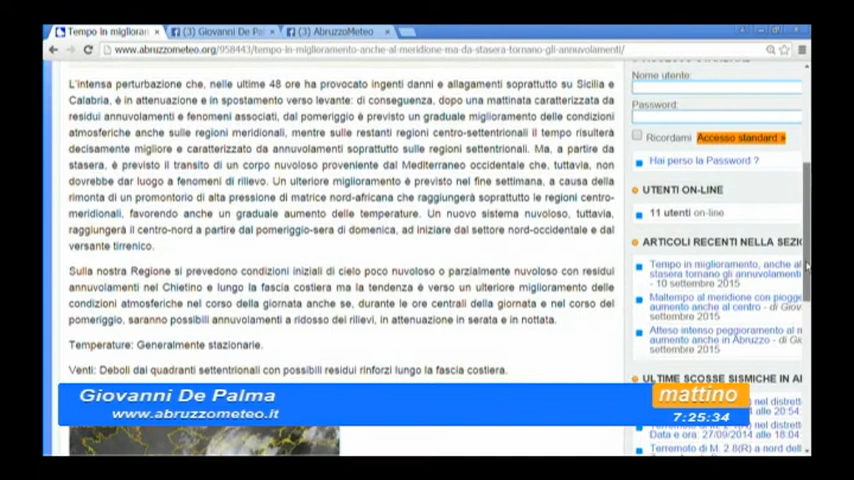 Tempo in miglioran
(3) Giovanni De Pal
(3) AbruzzoMeteo
www.abruzzometeo.org/958443/tempo-in-miglioramento-anche-al-meridione-ma-da-stasera-tornano-gli-annuvolamenti/
L'intensa perturbazione che, nelle ultime 48 ore ha provocato ingenti danni e allagamenti soprattutto su Sicilia e
Calabria, è in attenuazione e in spostamento verso levante: di conseguenza, dopo una mattinata caratterizzata da
residui annuvolamenti e fenomeni associati, dal pomeriggio è previsto un graduale miglioramento delle condizioni
atmosferiche anche sulle regioni meridionali, mentre sulle restanti regioni centro-settentrionali il tempo risulterà
decisamente migliore e caratterizzato da annuvolamenti soprattutto sulle regioni settentrionali. Ma, a partire da
stasera, è previsto il transito di un corpo nuvoloso proveniente dal Mediterraneo occidentale che, tuttavia, non
dovrebbe dar luogo a fenomeni di rilievo. Un ulteriore miglioramento è previsto nel fine settimana, a causa della
rimonta di un promontorio di alta pressione di matrice nord-africana che raggiungerà soprattutto le regioni centro-
meridionali, favorendo anche un graduale aumento delle temperature. Un nuovo sistema nuvoloso, tuttavia,
raggiungerà il centro-nord a partire dal pomeriggio-sera di domenica, ad iniziare dal settore nord-occidentale e dal
versante tirrenico.
Sulla nostra Regione si prevedono condizioni iniziali di cielo poco nuvoloso o parzialmente nuvoloso con residui
annuvolamenti nel Chietino e lungo la fascia costiera ma la tendenza è verso un ulteriore miglioramento delle
condizioni atmosferiche nel corso della giornata anche se, durante le ore centrali della giornata e nel corso del
pomeriggio, saranno possibili annuvolamenti a ridosso dei rilievi, in attenuazione in serata e in nottata.
Temperature: Generalmente stazionarie.
Venti: Deboli dai quadranti settentrionali con possibili residui rinforzi lungo la fascia costiera.
Nome utente:
Password:
Ricordami Accesso standard »
Hai perso la Password ?
UTENTI ON-LINE
11 utenti on-line
ARTICOLI RECENTI NELLA SEZIO
Tempo in miglioramento, anche al
stasera tornano gli annuvolamenti
- 10 settembre 2015
Maltempo al meridione con piogge
aumento anche al centro - di Giov
settembre 2015
Atteso intenso peggioramento al m
aumento anche in Abruzzo - di Gi
settembre 2015
ULTIME SCOSSE SISMICHE IN AB
nel distrett
alle 20:54
nel distrett
Data e ora: 27/09/2014 alle 18:04
Terremoto di M. 2.8(R) a nord dell
Giovanni De Palma
www.abruzzometeo.it
mattino
7:25:34